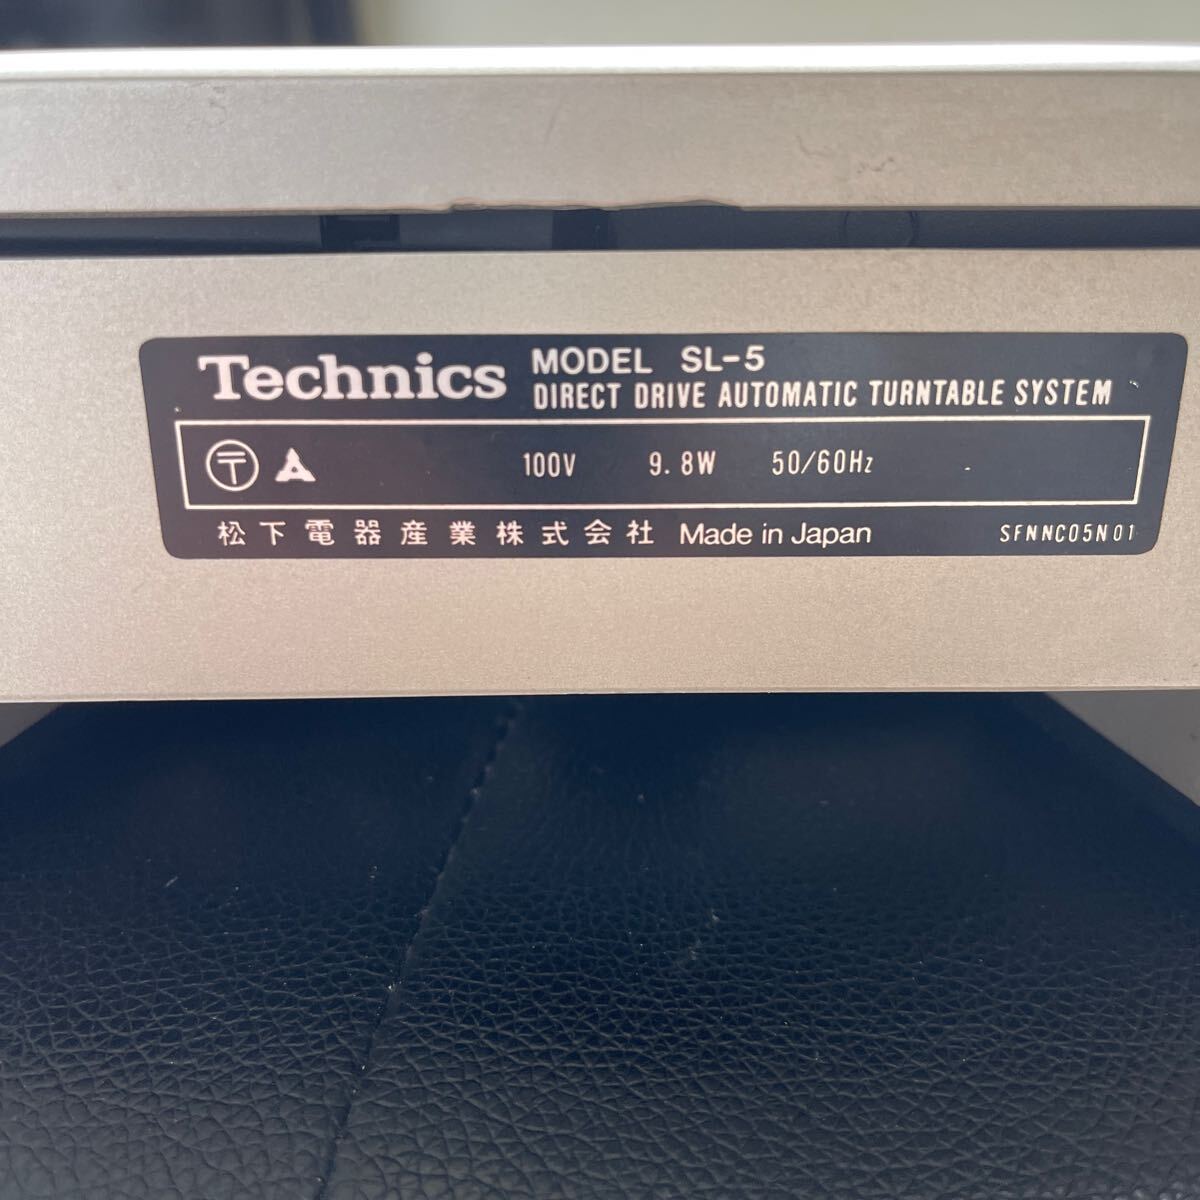 Technics MODEL SL-5
DIRECT DRIVE AUTOMATIC TURNTABLE SYSTEM
〒 A 100V 9.8W 50/60Hz
松下電器産業株式会社 Made in Japan SFNNC05N01